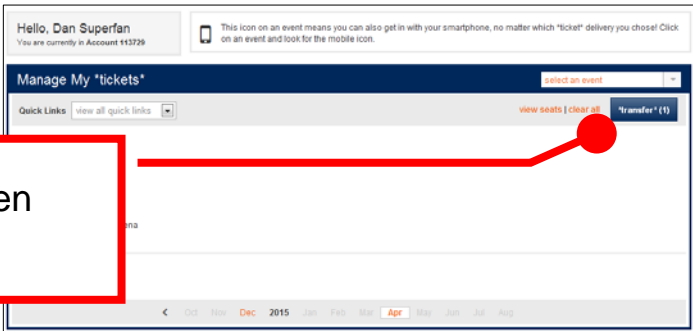 Hello, Dan Superfan
You are currently in Account 113729
This icon on an event means you can also get in with your smartphone, no matter which *ticket* delivery you chose! Click
on an event and look for the mobile icon.
Manage My *tickets*
select an event
Quick Links view all quick links
view seats | clear all
*transfer* (1)
en
ena
< Oct Nov Dec 2015 Jan Feb Mar Apr May Jun Jul Aug